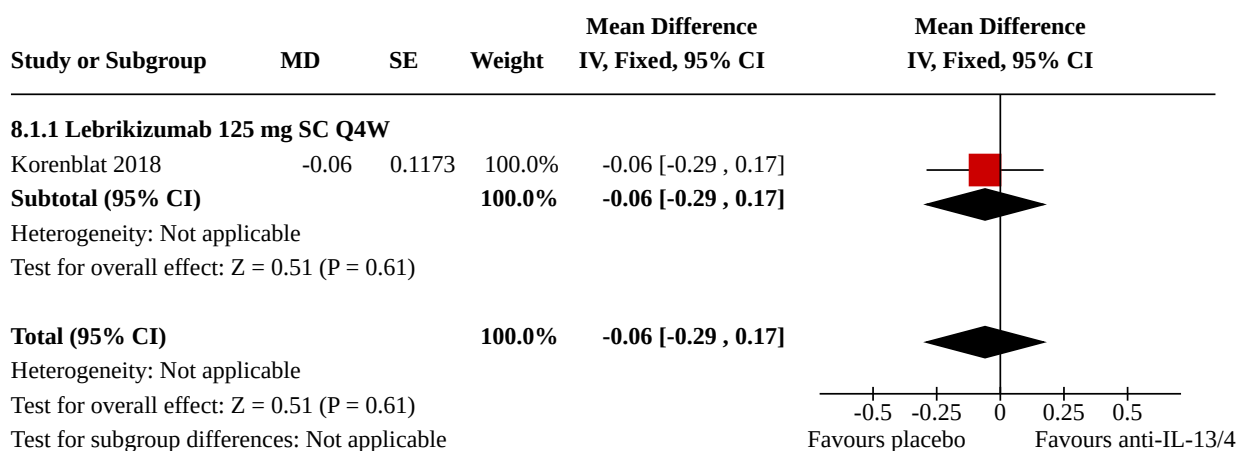 Mean Difference Mean Difference
Study or Subgroup MD SE Weight IV, Fixed, 95% CI IV, Fixed, 95% CI
8.1.1 Lebrikizumab 125 mg SC Q4W
Korenblat 2018 -0.06 0.1173 100.0% -0.06 [-0.29 , 0.17]
Subtotal (95% CI) 100.0% -0.06 [-0.29 , 0.17]
Heterogeneity: Not applicable
Test for overall effect: Z = 0.51 (P = 0.61)
Total (95% CI) 100.0% -0.06 [-0.29 , 0.17]
Heterogeneity: Not applicable
Test for overall effect: Z = 0.51 (P = 0.61) -0.5 -0.25 0 0.25 0.5
Test for subgroup differences: Not applicable Favours placebo Favours anti-IL-13/4